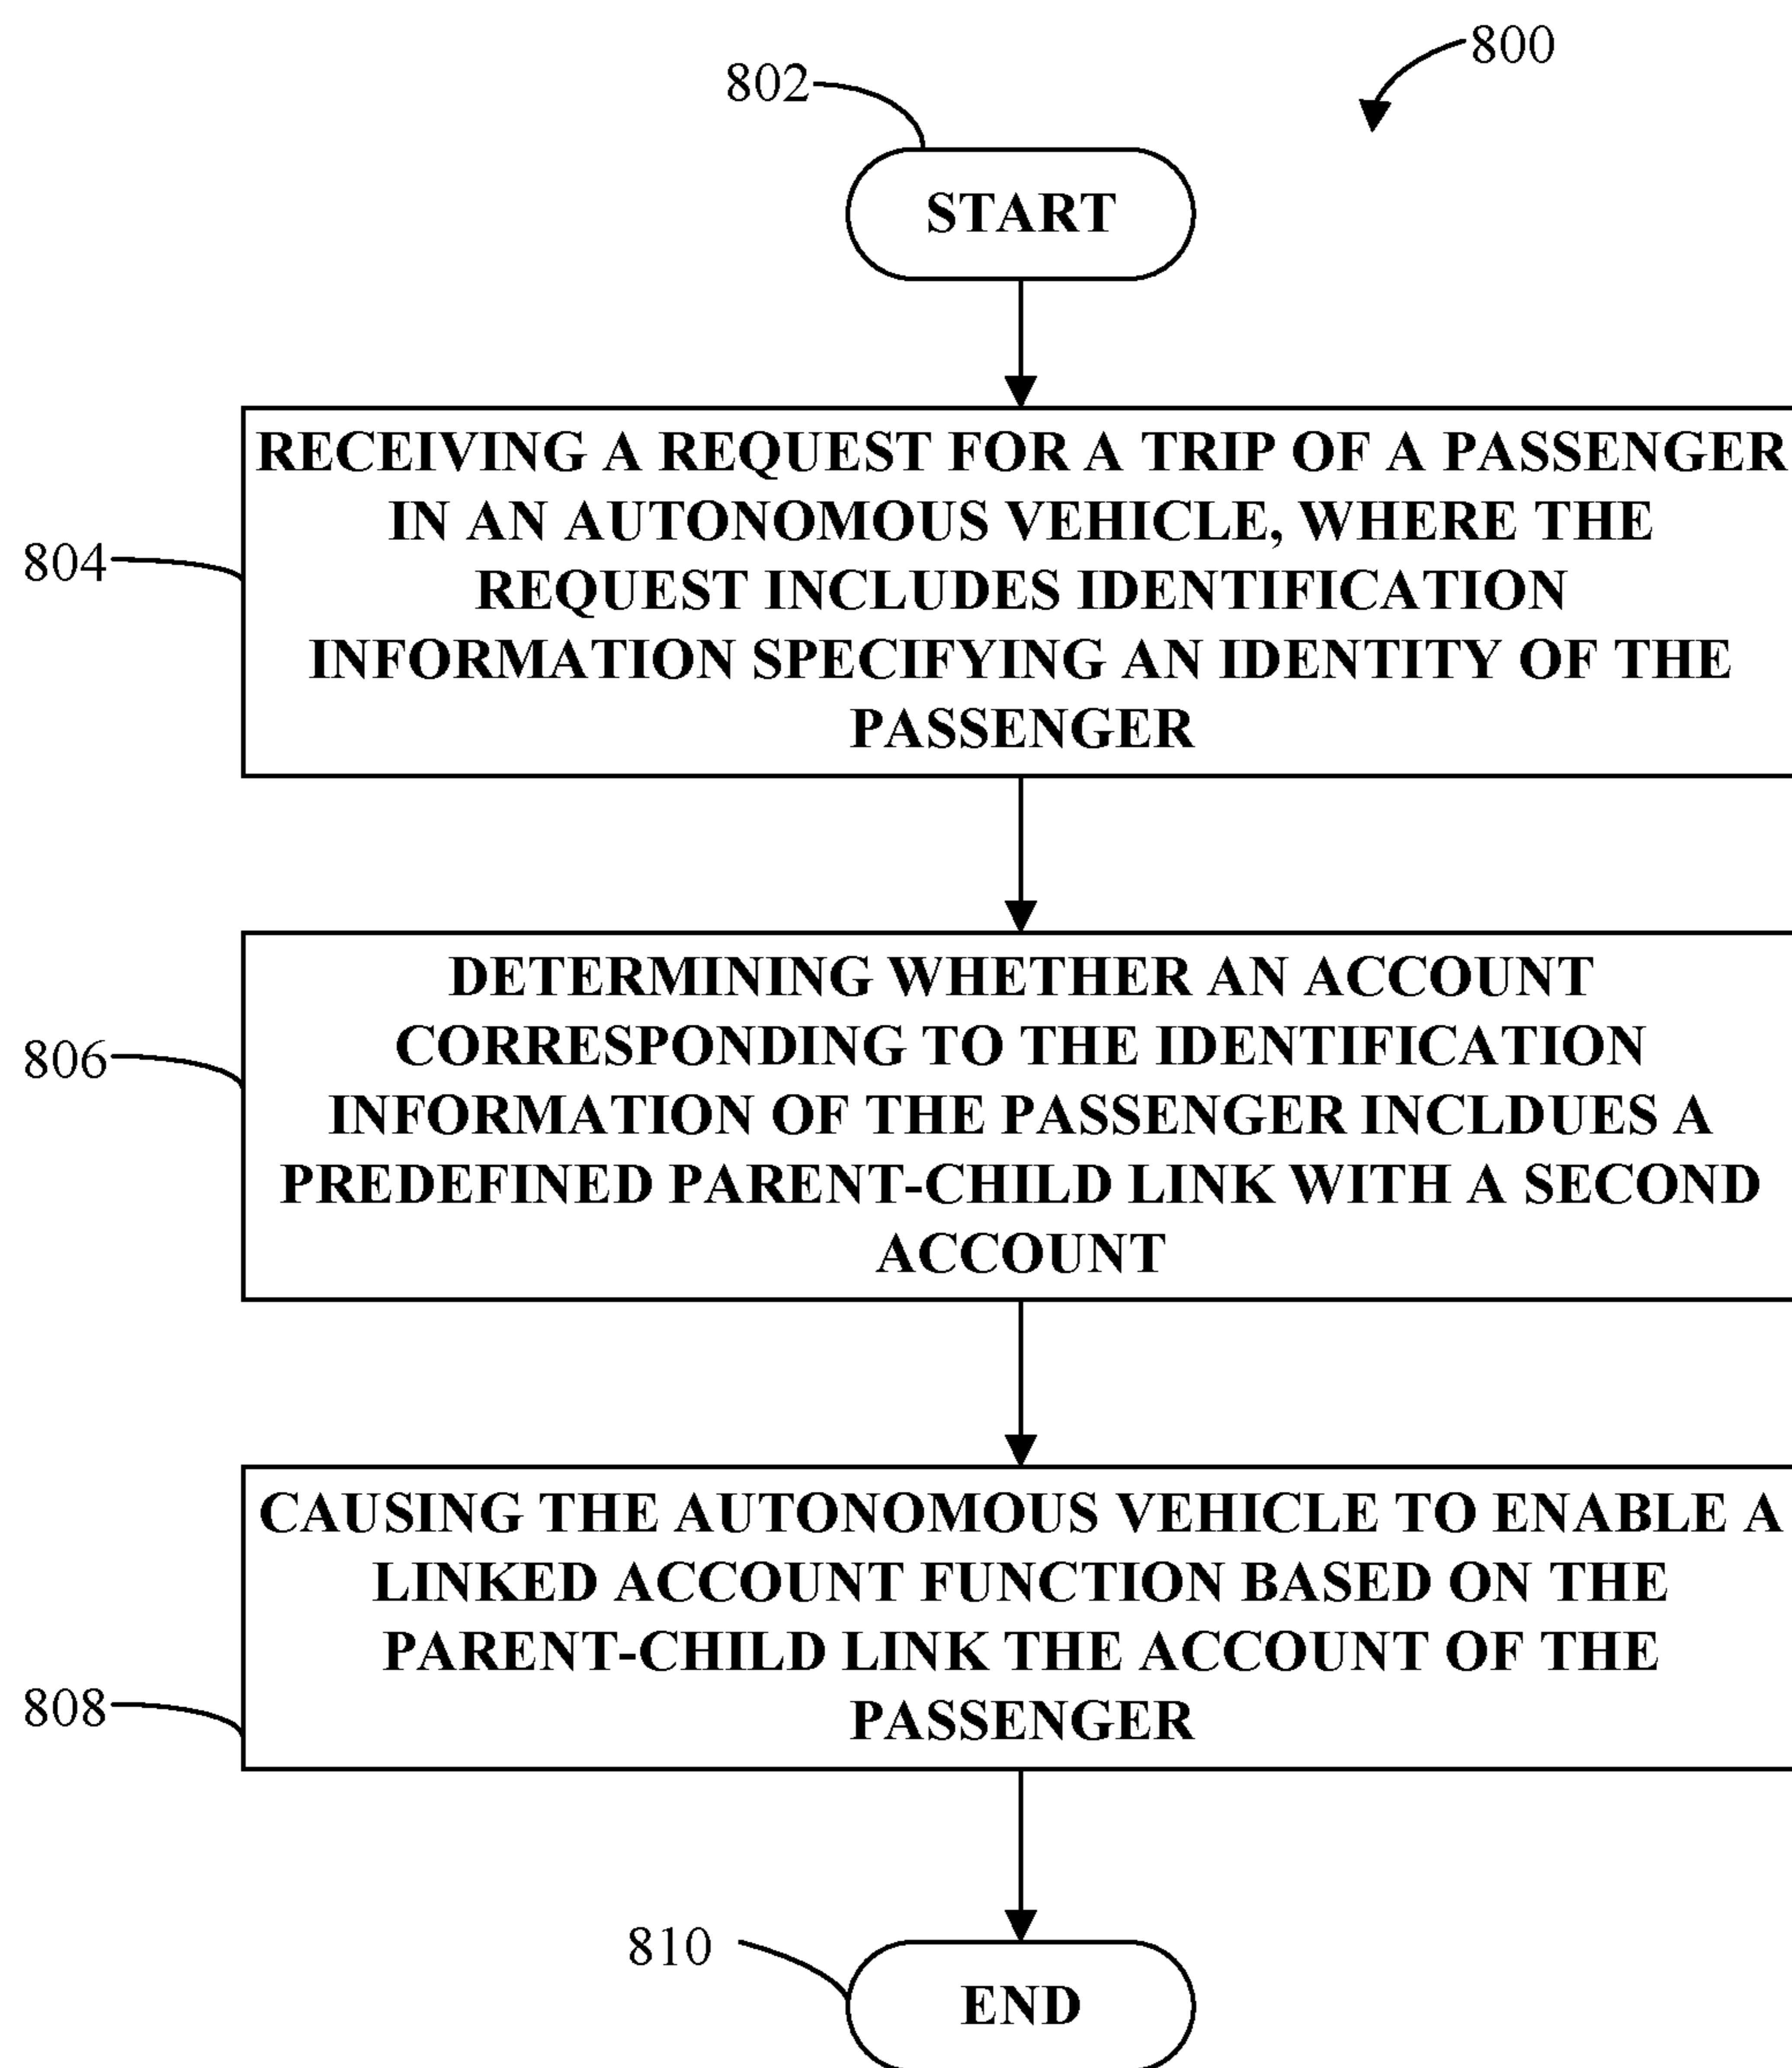 800
802
START
804
RECEIVING A REQUEST FOR A TRIP OF A PASSENGER
IN AN AUTONOMOUS VEHICLE, WHERE THE
REQUEST INCLUDES IDENTIFICATION
INFORMATION SPECIFYING AN IDENTITY OF THE
PASSENGER
806
DETERMINING WHETHER AN ACCOUNT
CORRESPONDING TO THE IDENTIFICATION
INFORMATION OF THE PASSENGER INCLDUES A
PREDEFINED PARENT-CHILD LINK WITH A SECOND
ACCOUNT
808
CAUSING THE AUTONOMOUS VEHICLE TO ENABLE A
LINKED ACCOUNT FUNCTION BASED ON THE
PARENT-CHILD LINK THE ACCOUNT OF THE
PASSENGER
810
END